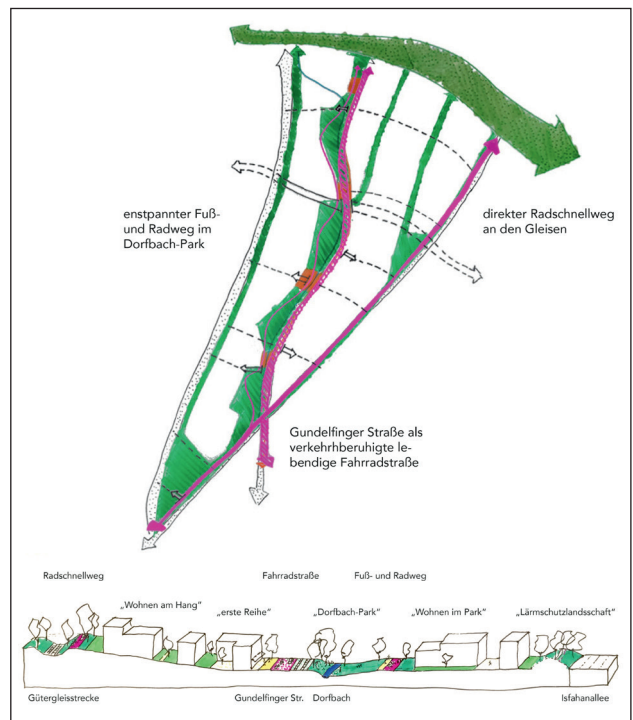 enstpannter Fuß-
und Radweg im
Dorfbach-Park
direkter Radschnellweg
an den Gleisen
Gundelfinger Straße als
verkehrhberuhigte le-
bendige Fahrradstraße
Radschnellweg
Fahrradstraße
Fuß- und Radweg
„Wohnen am Hang"
„erste Reihe"
„Dorfbach-Park"
„Wohnen im Park"
„Lärmschutzlandschaft"
Gütergleisstrecke
Gundelfinger Str.
Dorfbach
Isfahanallee